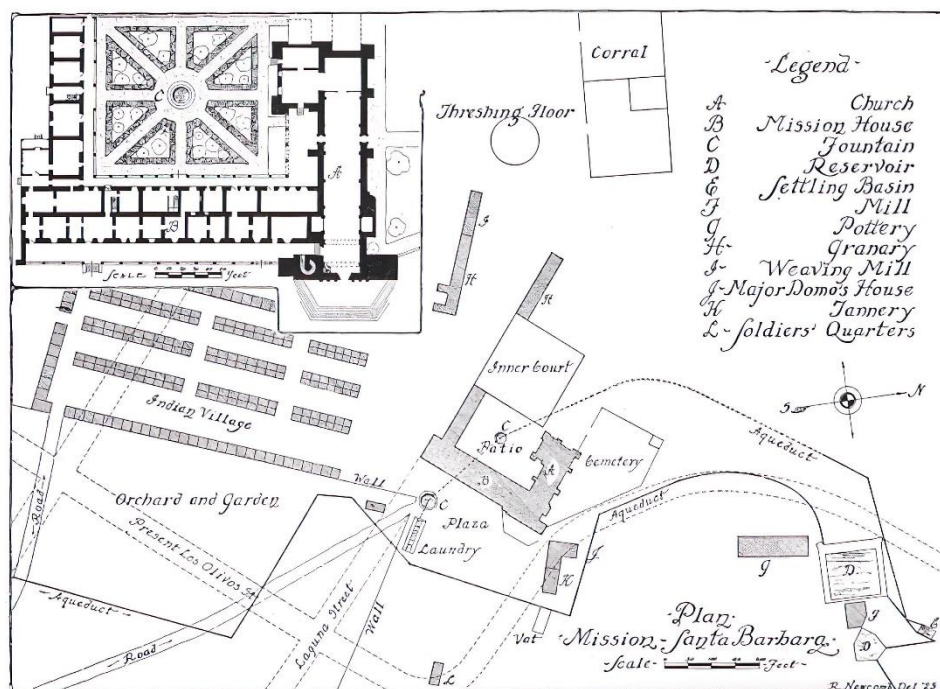 Legend
A Church
B Mission House
C Fountain
D Reservoir
E Settling Basin
F Mill
G Pottery
H Granary
I Weaving Mill
J Major Domo's House
K Tannery
L Soldiers' Quarters
Corral
Threshing Floor
C
A
B
Scale Feet
Inner Court
C
Patio
A
B
Cemetery
S N
Aqueduct
Aqueduct
Indian Village
Wall
Orchard and Garden
C
Plaza
Laundry
Road
Present Los Olivos St.
Aqueduct
Road
Laguna Street
Wall
Vat
L
D
D
E
Plan
Mission Santa Barbara
Scale Feet
R. Newcomb Del.